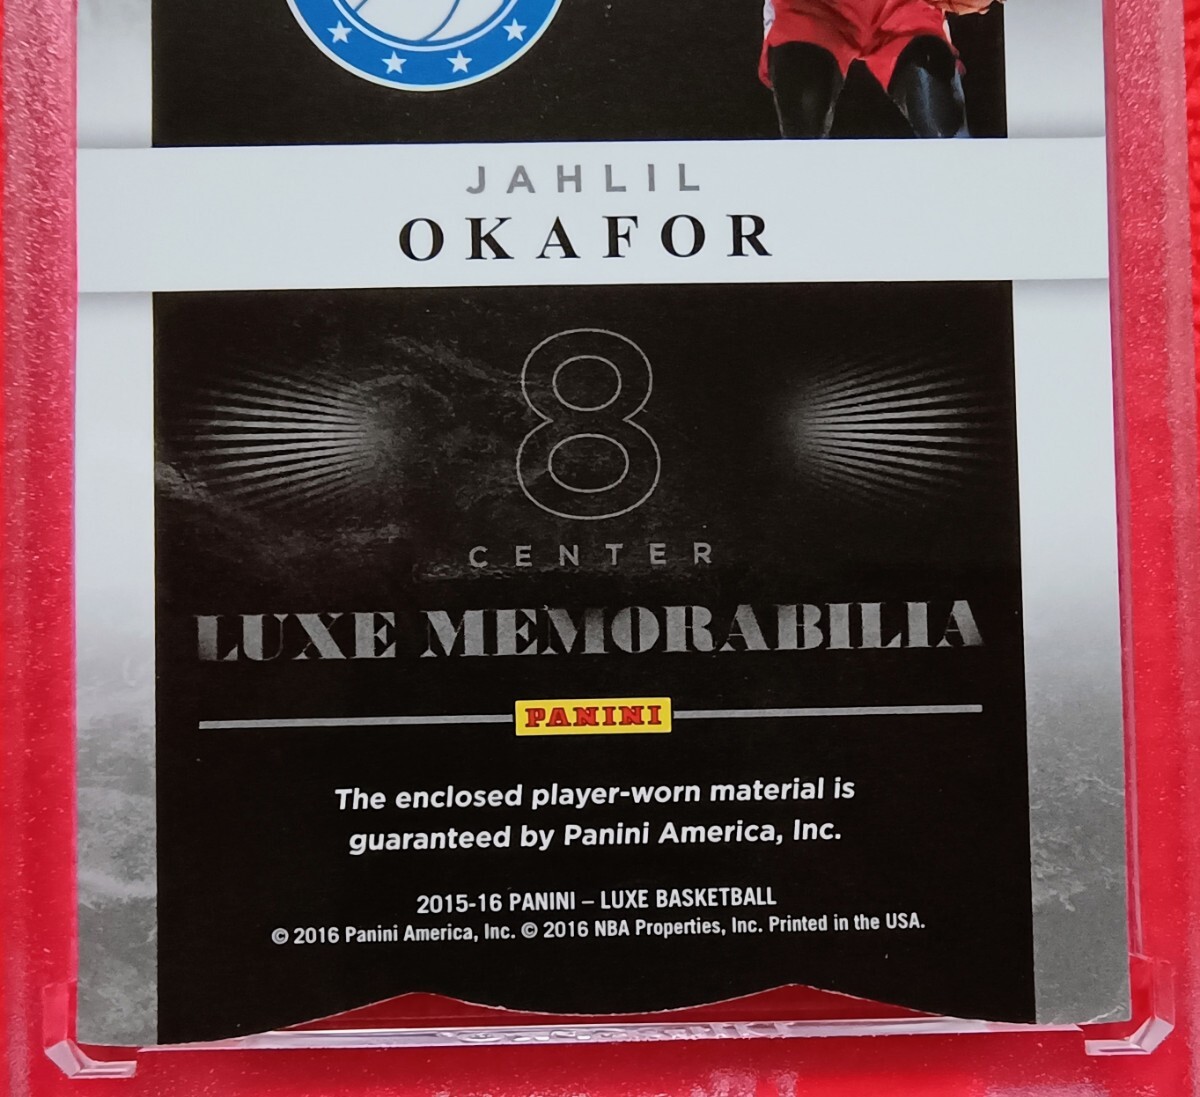 JAHLIL
OKAFOR
8
CENTER
LUXE MEMORABILIA
PANINI
The enclosed player-worn material is
guaranteed by Panini America, Inc.
2015-16 PANINI – LUXE BASKETBALL
© 2016 Panini America, Inc. © 2016 NBA Properties, Inc. Printed in the USA.